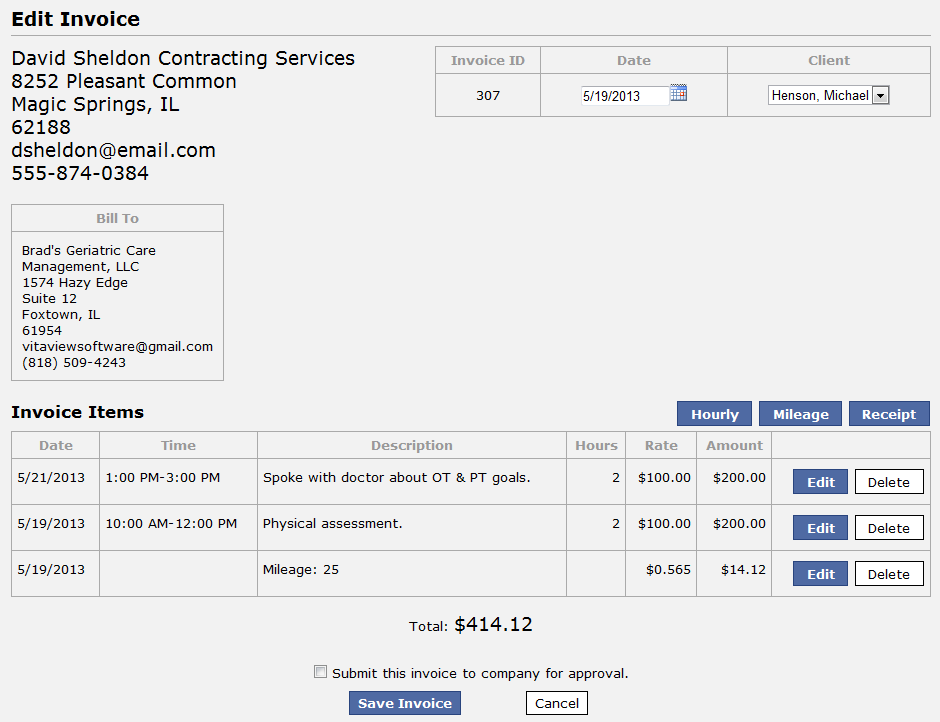 Edit Invoice
David Sheldon Contracting Services
8252 Pleasant Common
Magic Springs, IL
62188
dsheldon@email.com
555-874-0384
Invoice ID Date Client
307 5/19/2013 Henson, Michael
Bill To
Brad's Geriatric Care
Management, LLC
1574 Hazy Edge
Suite 12
Foxtown, IL
61954
vitaviewsoftware@gmail.com
(818) 509-4243
Invoice Items Hourly Mileage Receipt
Date Time Description Hours Rate Amount
5/21/2013 1:00 PM-3:00 PM Spoke with doctor about OT & PT goals. 2 $100.00 $200.00 Edit Delete
5/19/2013 10:00 AM-12:00 PM Physical assessment. 2 $100.00 $200.00 Edit Delete
5/19/2013 Mileage: 25 $0.565 $14.12 Edit Delete
Total: $414.12
Submit this invoice to company for approval.
Save Invoice Cancel